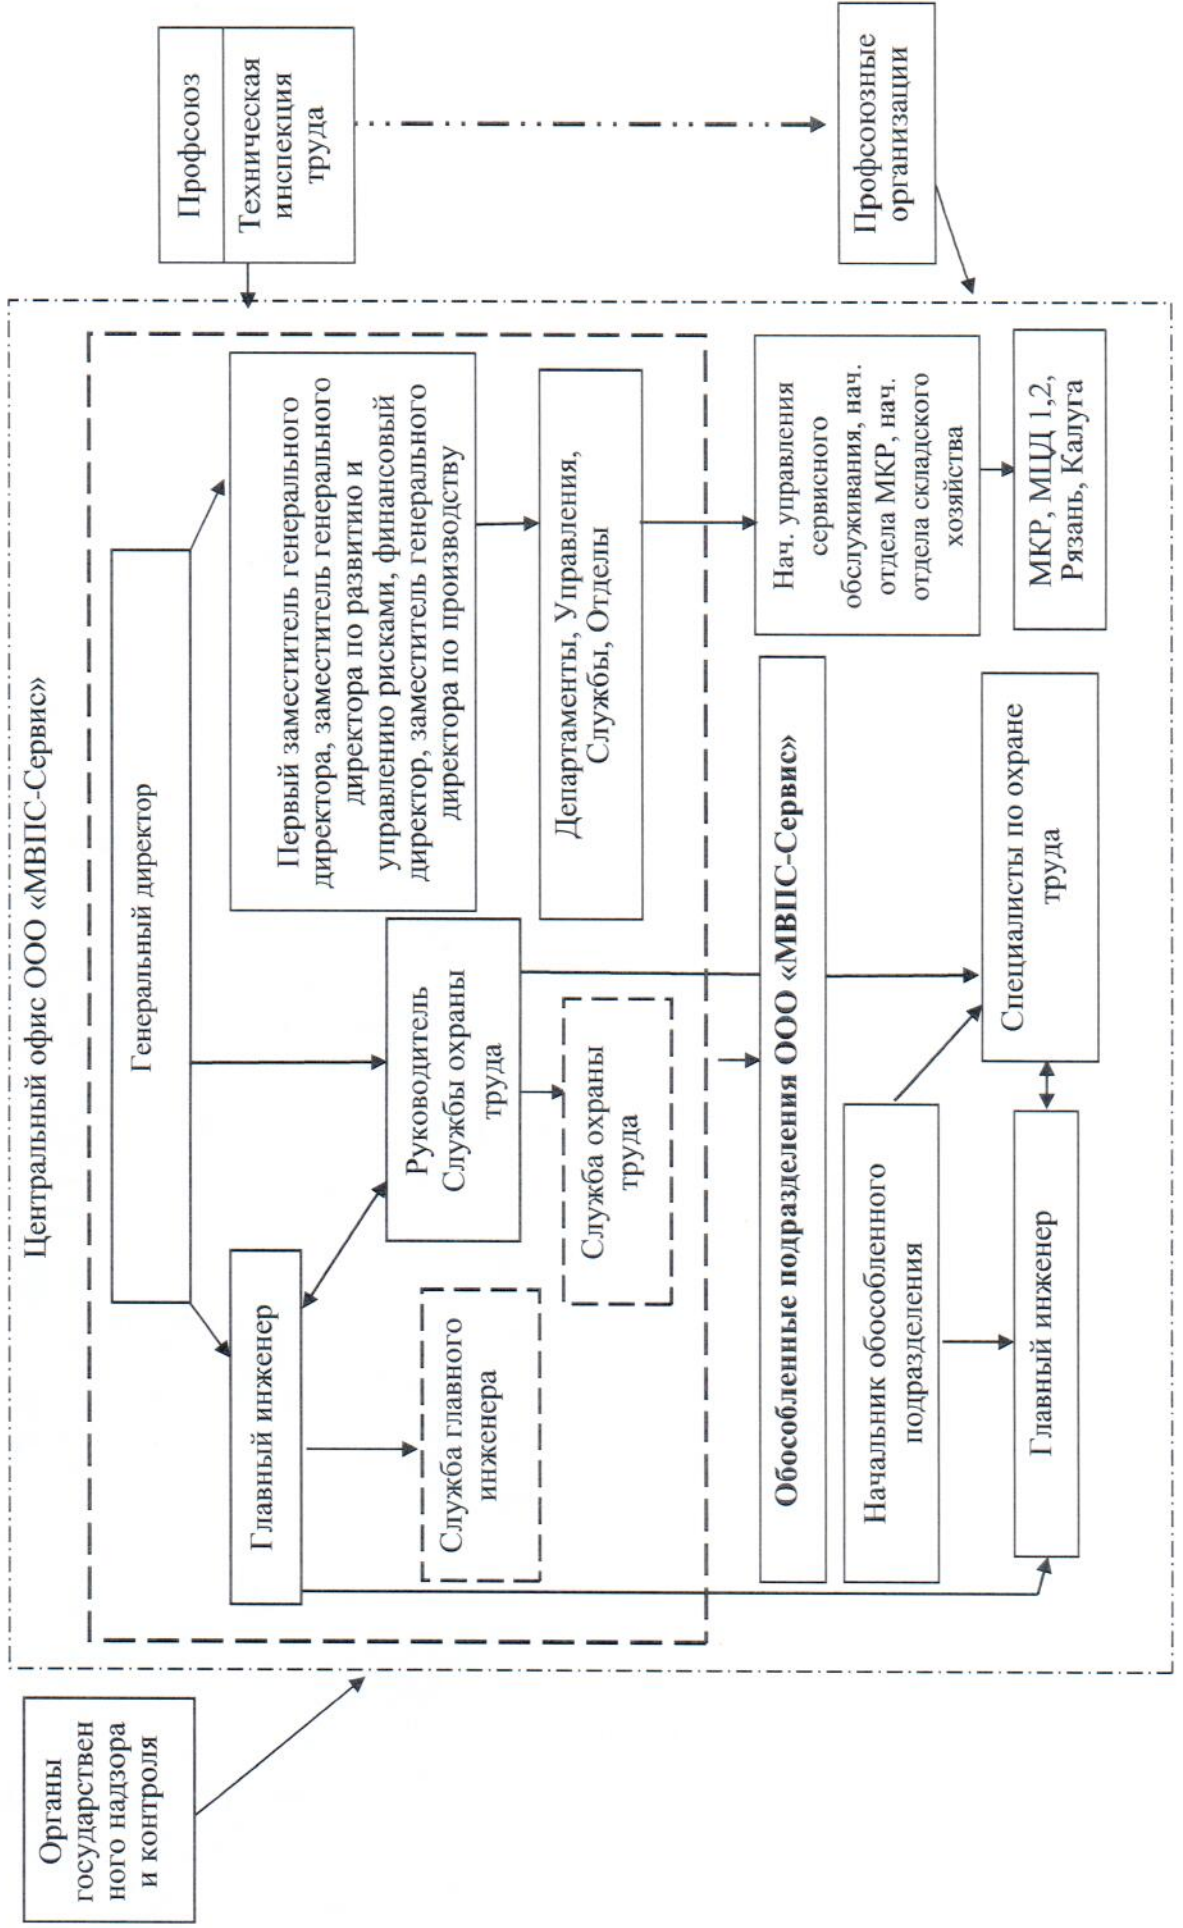 Центральный офис ООО «МВПС-Сервис»
Органы
государствен
ного надзора
и контроля
Генеральный директор
Профсоюз
Техническая
инспекция
труда
Главный инженер
Первый заместитель генерального
директора, заместитель генерального
директора по развитию и
управлению рисками, финансовый
директор, заместитель генерального
директора по производству
Руководитель
Службы охраны
труда
Служба главного
инженера
Департаменты, Управления,
Службы, Отделы
Служба охраны
труда
Обособленные подразделения ООО «МВПС-Сервис»
Нач. управления
сервисного
обслуживания, нач.
отдела МКР, нач.
отдела складского
хозяйства
Профсоюзные
организации
Начальник обособленного
подразделения
Специалисты по охране
труда
Главный инженер
МКР, МЦД 1,2,
Рязань, Калуга